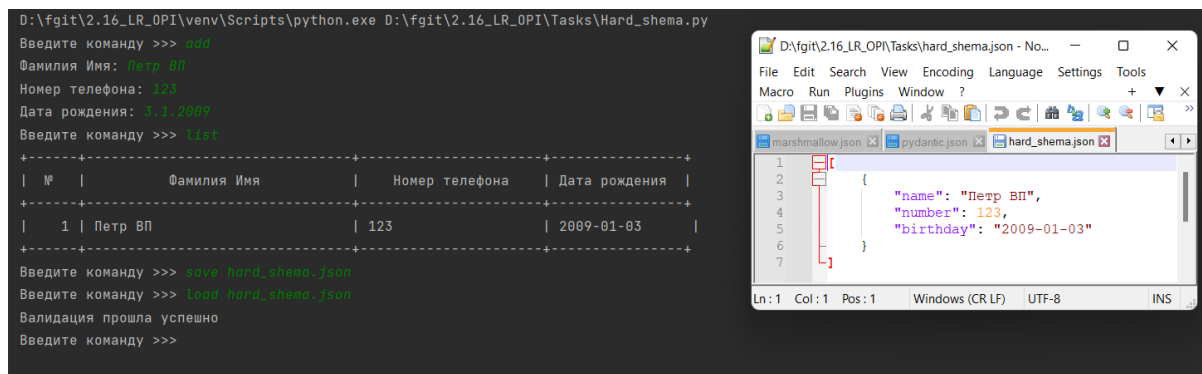 D:\fgit\2.16_LR_OPI\venv\Scripts\python.exe D:\fgit\2.16_LR_OPI\Tasks\Hard_shema.py
Введите команду >>> add
Фамилия Имя: Петр ВП
Номер телефона: 123
Дата рождения: 3.1.2009
Введите команду >>> list
+------+--------------------------------+----------------------+-----------------+
| № | Фамилия Имя | Номер телефона | Дата рождения |
+------+--------------------------------+----------------------+-----------------+
| 1 | Петр ВП | 123 | 2009-01-03 |
+------+--------------------------------+----------------------+-----------------+
Введите команду >>> save hard_shema.json
Введите команду >>> load hard_shema.json
Валидация прошла успешно
Введите команду >>>
D:\fgit\2.16_LR_OPI\Tasks\hard_shema.json - No...
File Edit Search View Encoding Language Settings Tools
Macro Run Plugins Window ?
marshmallow.json pydantic.json hard_shema.json
1 [
2 {
3 "name": "Петр ВП",
4 "number": 123,
5 "birthday": "2009-01-03"
6 }
7 ]
Ln : 1 Col : 1 Pos : 1 Windows (CR LF) UTF-8 INS